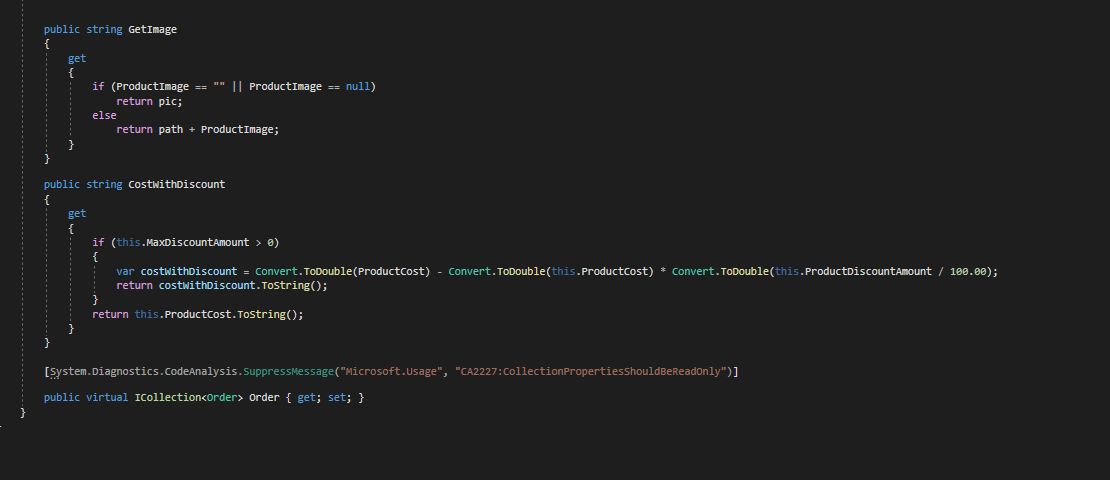 public string GetImage
{
get
{
if (ProductImage == "" || ProductImage == null)
return pic;
else
return path + ProductImage;
}
}
public string CostWithDiscount
{
get
{
if (this.MaxDiscountAmount > 0)
{
var costWithDiscount = Convert.ToDouble(ProductCost) - Convert.ToDouble(this.ProductCost) * Convert.ToDouble(this.ProductDiscountAmount / 100.00);
return costWithDiscount.ToString();
}
return this.ProductCost.ToString();
}
}
[System.Diagnostics.CodeAnalysis.SuppressMessage("Microsoft.Usage", "CA2227:CollectionPropertiesShouldBeReadOnly")]
public virtual ICollection<Order> Order { get; set; }
}